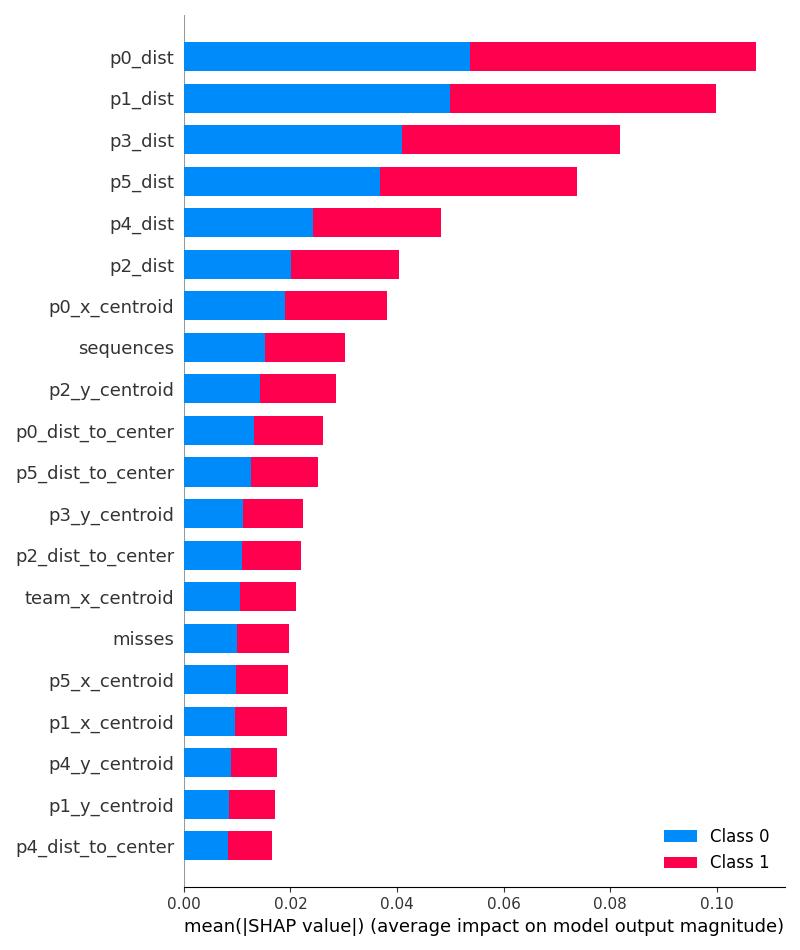 p0_dist
p1_dist
p3_dist
p5_dist
p4_dist
p2_dist
p0_x_centroid
sequences
p2_y_centroid
p0_dist_to_center
p5_dist_to_center
p3_y_centroid
p2_dist_to_center
team_x_centroid
misses
p5_x_centroid
p1_x_centroid
p4_y_centroid
p1_y_centroid
p4_dist_to_center
Class 0
Class 1
0.00 0.02 0.04 0.06 0.08 0.10
mean(|SHAP value|) (average impact on model output magnitude)